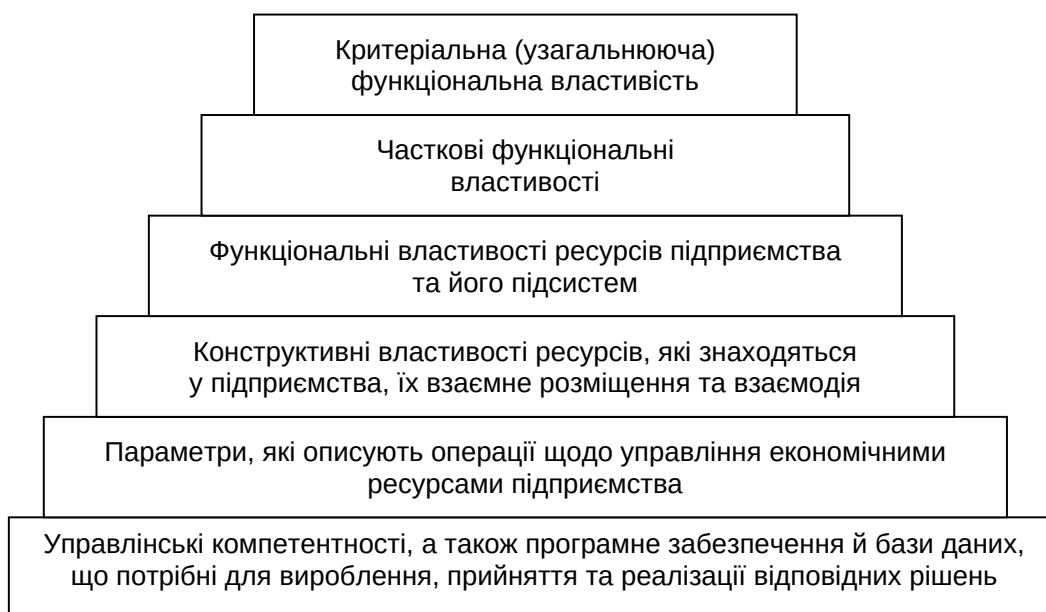 Критеріальна (узагальнююча)
функціональна властивість
Часткові функціональні
властивості
Функціональні властивості ресурсів підприємства
та його підсистем
Конструктивні властивості ресурсів, які знаходяться
у підприємства, їх взаємне розміщення та взаємодія
Параметри, які описують операції щодо управління економічними
ресурсами підприємства
Управлінські компетентності, а також програмне забезпечення й бази даних,
що потрібні для вироблення, прийняття та реалізації відповідних рішень